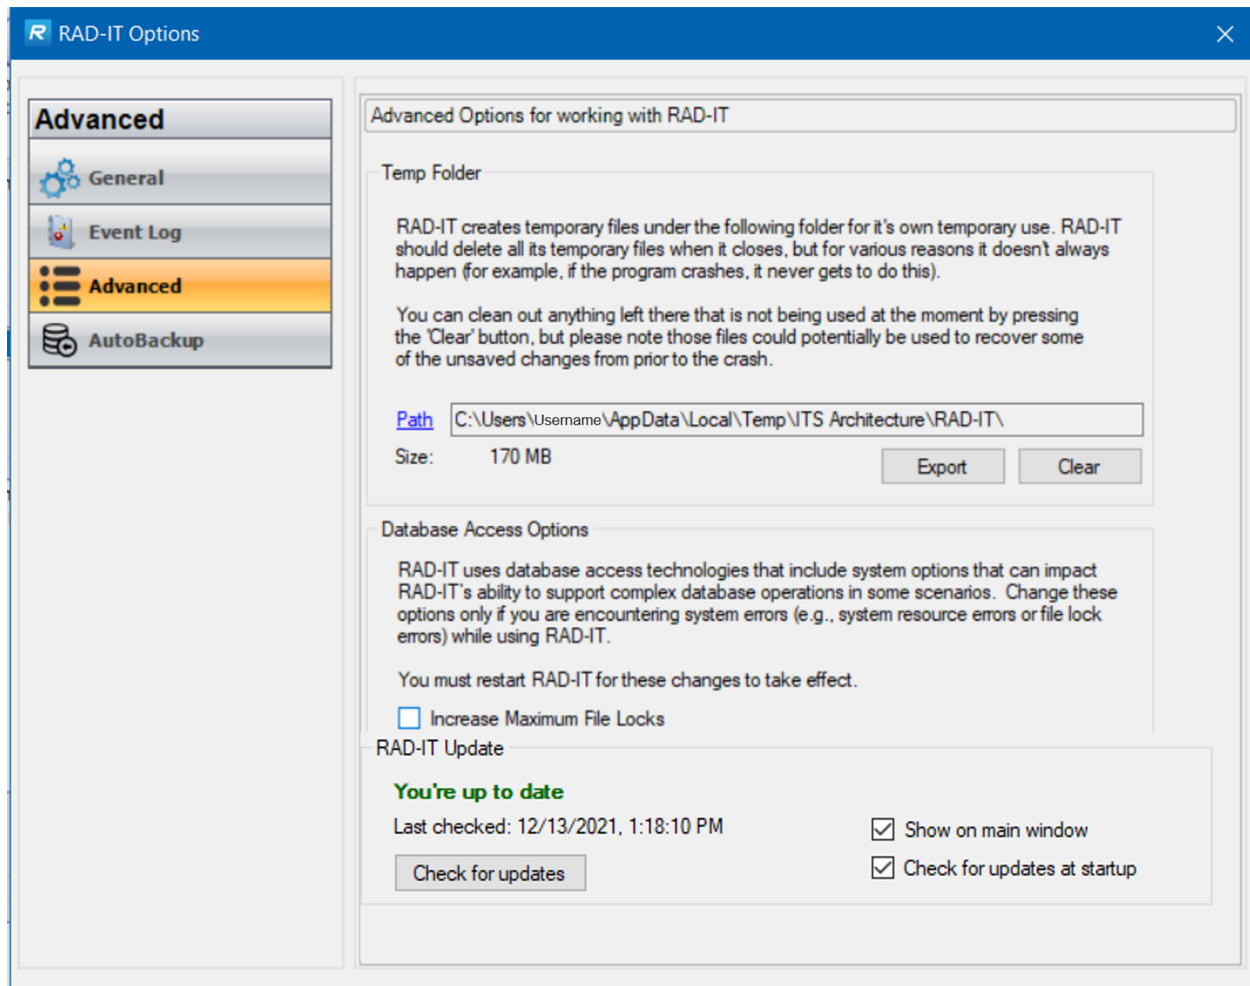 RAD-IT Options
Advanced
General
Event Log
Advanced
AutoBackup
Advanced Options for working with RAD-IT
Temp Folder
RAD-IT creates temporary files under the following folder for it's own temporary use. RAD-IT
should delete all its temporary files when it closes, but for various reasons it doesn't always
happen (for example, if the program crashes, it never gets to do this).
You can clean out anything left there that is not being used at the moment by pressing
the 'Clear' button, but please note those files could potentially be used to recover some
of the unsaved changes from prior to the crash.
Path C:\Users\Username\AppData\Local\Temp\ITS Architecture\RAD-IT\
Size: 170 MB
Export Clear
Database Access Options
RAD-IT uses database access technologies that include system options that can impact
RAD-IT's ability to support complex database operations in some scenarios. Change these
options only if you are encountering system errors (e.g., system resource errors or file lock
errors) while using RAD-IT.
You must restart RAD-IT for these changes to take effect.
Increase Maximum File Locks
RAD-IT Update
You're up to date
Last checked: 12/13/2021, 1:18:10 PM
Show on main window
Check for updates
Check for updates at startup